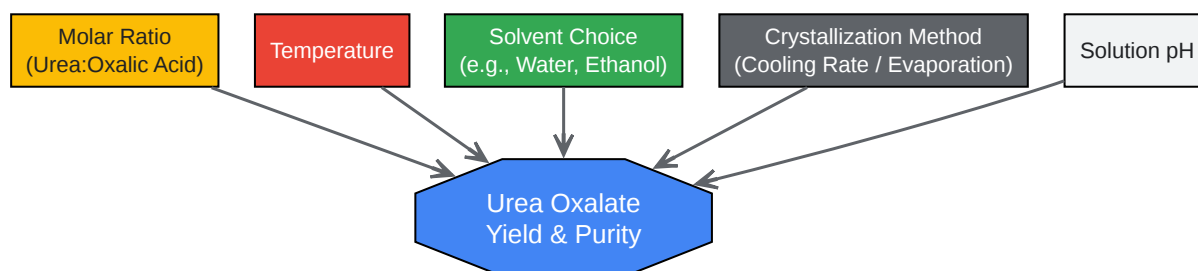 Molar Ratio
(Urea:Oxalic Acid)
Temperature
Solvent Choice
(e.g., Water, Ethanol)
Crystallization Method
(Cooling Rate / Evaporation)
Solution pH
Urea Oxalate
Yield & Purity